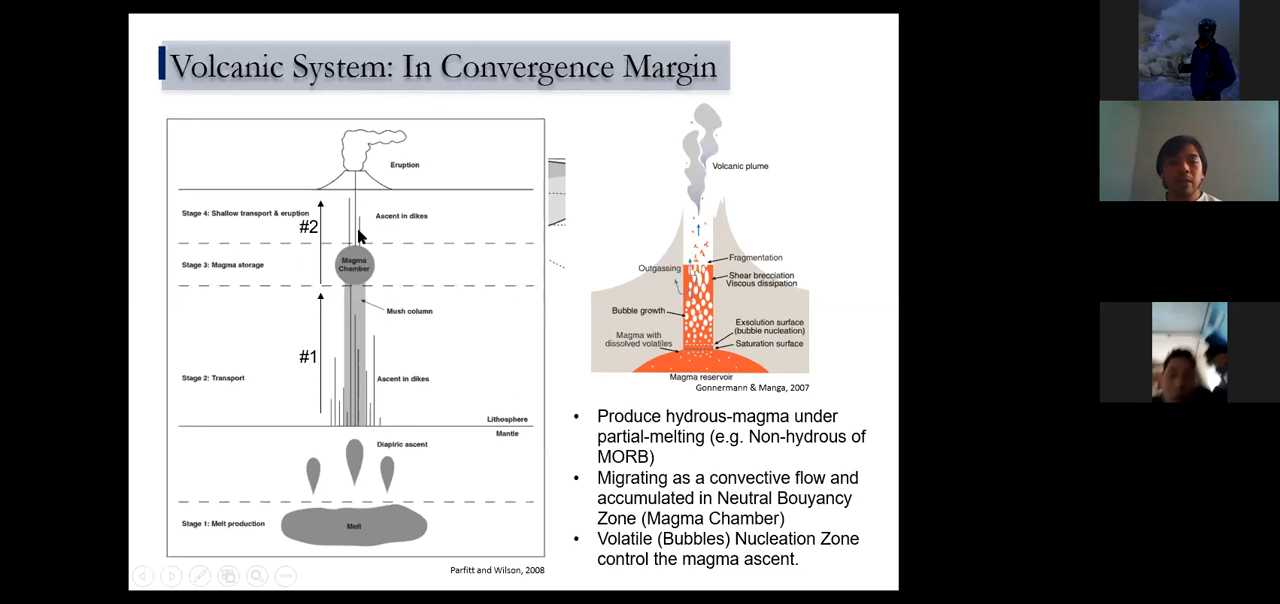 Volcanic System: In Convergence Margin
Eruption
Stage 4: Shallow transport & eruption
Ascent in dikes
#2
Stage 3: Magma storage
Magma
Chamber
Mush column
#1
Stage 2: Transport
Ascent in dikes
Lithosphere
Mantle
Diapiric ascent
Stage 1: Melt production
Melt
Parfitt and Wilson, 2008
Volcanic plume
Fragmentation
Outgassing
Shear brecciation
Viscous dissipation
Bubble growth
Exsolution surface
(bubble nucleation)
Magma with
dissolved volatiles
Saturation surface
Magma reservoir
Gonnermann & Manga, 2007
• Produce hydrous-magma under
partial-melting (e.g. Non-hydrous of
MORB)
• Migrating as a convective flow and
accumulated in Neutral Bouyancy
Zone (Magma Chamber)
• Volatile (Bubbles) Nucleation Zone
control the magma ascent.